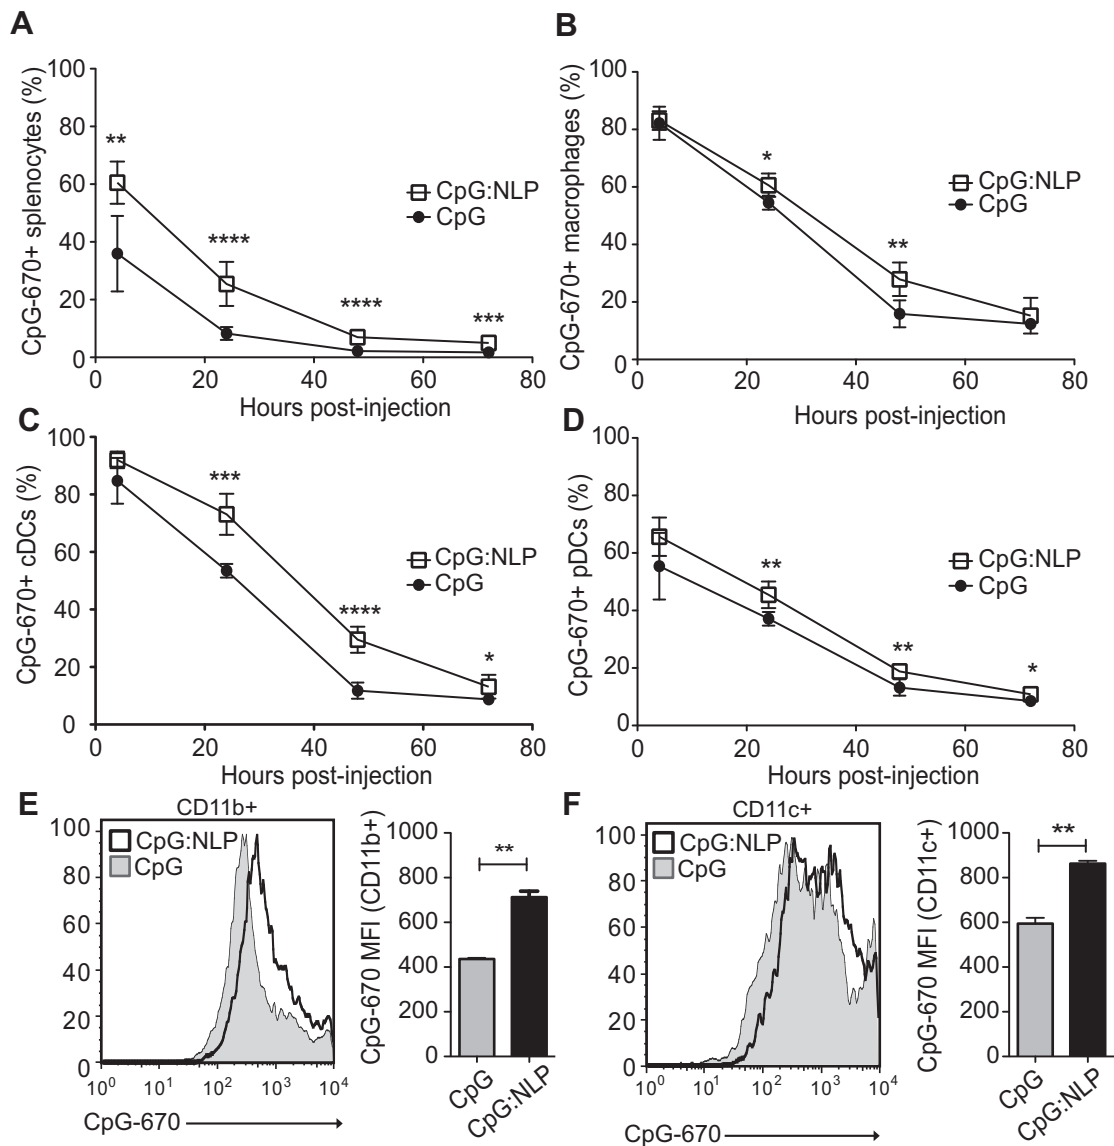 A
CpG-670+ splenocytes (%)
100
80
60
40
20
0
**
****
****
***
CpG:NLP
CpG
0 20 40 60 80
Hours post-injection
B
CpG-670+ macrophages (%)
100
80
60
40
20
0
*
**
CpG:NLP
CpG
0 20 40 60 80
Hours post-injection
C
CpG-670+ cDCs (%)
100
80
60
40
20
0
***
****
*
CpG:NLP
CpG
0 20 40 60 80
Hours post-injection
D
CpG-670+ pDCs (%)
100
80
60
40
20
0
**
**
*
CpG:NLP
CpG
0 20 40 60 80
Hours post-injection
E
CD11b+
100
80
60
40
20
0
CpG:NLP
CpG
10^0 10^1 10^2 10^3 10^4
CpG-670
CpG-670 MFI (CD11b+)
1000
800
600
400
200
0
**
CpG
CpG:NLP
F
CD11c+
100
80
60
40
20
0
CpG:NLP
CpG
10^0 10^1 10^2 10^3 10^4
CpG-670
CpG-670 MFI (CD11c+)
1000
800
600
400
200
0
**
CpG
CpG:NLP